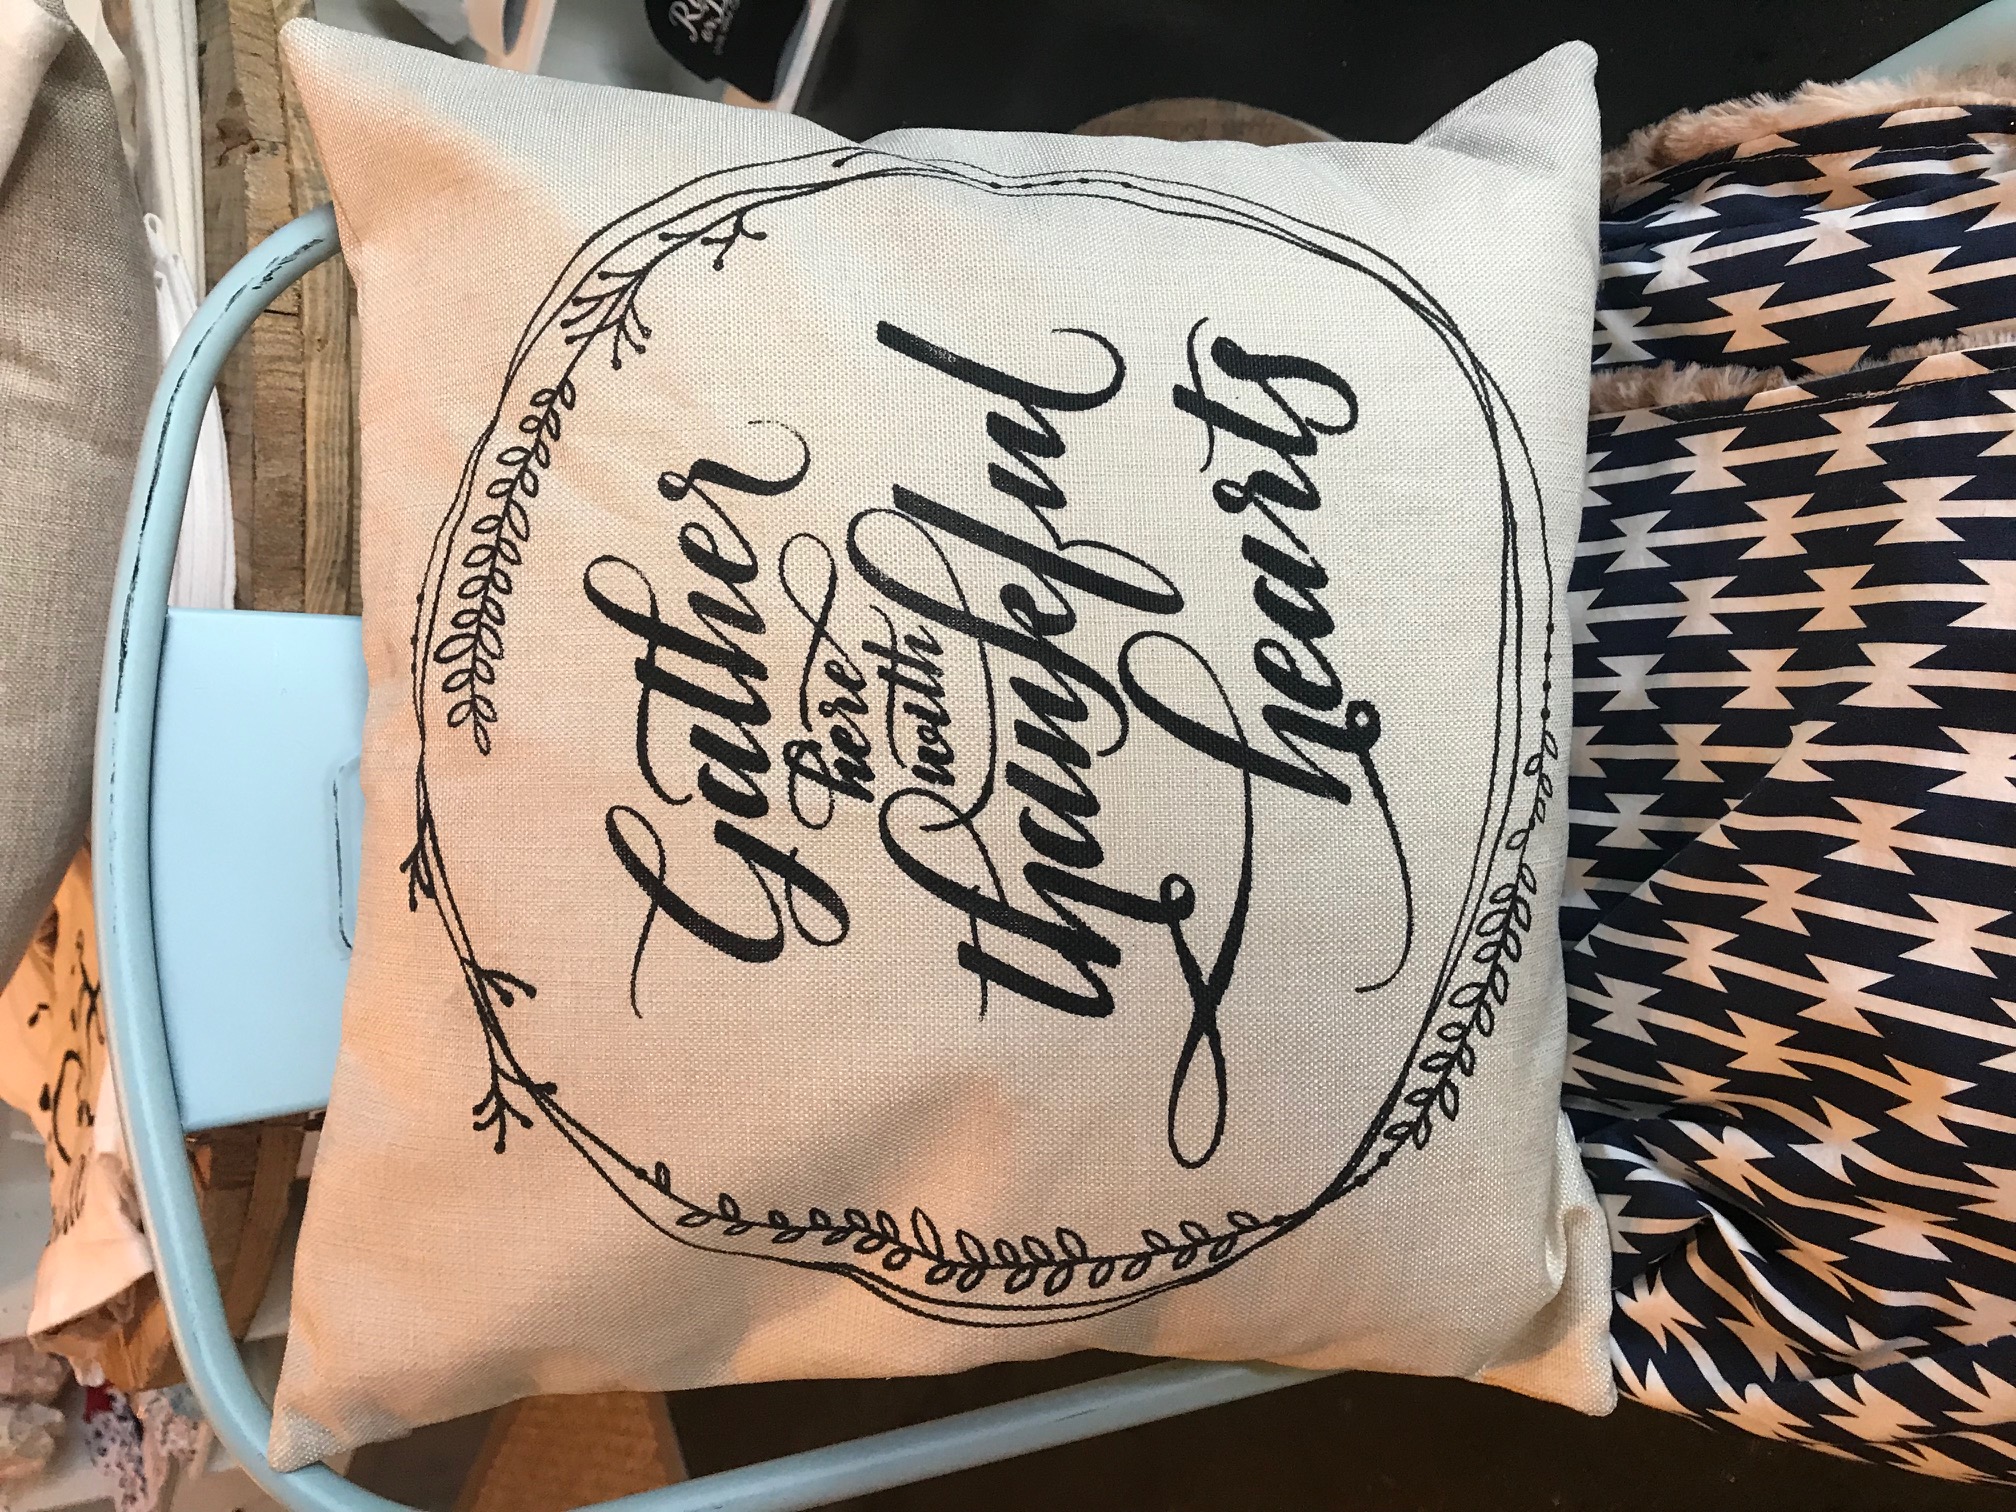 Gather
here
with
thankful
hearts